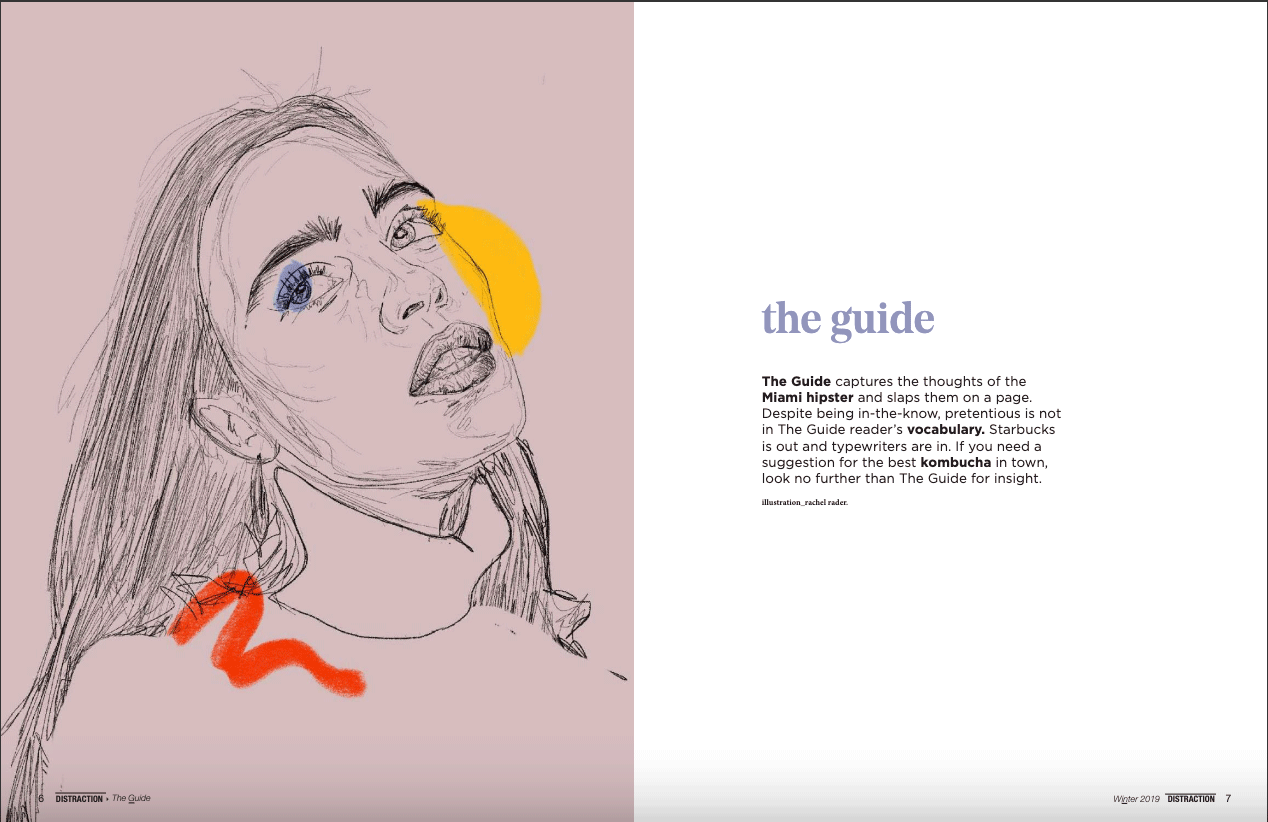 the guide
The Guide captures the thoughts of the
Miami hipster and slaps them on a page.
Despite being in-the-know, pretentious is not
in The Guide reader's vocabulary. Starbucks
is out and typewriters are in. If you need a
suggestion for the best kombucha in town,
look no further than The Guide for insight.
illustration_rachel rader.
6 DISTRACTION • The Guide
Winter 2019 DISTRACTION 7